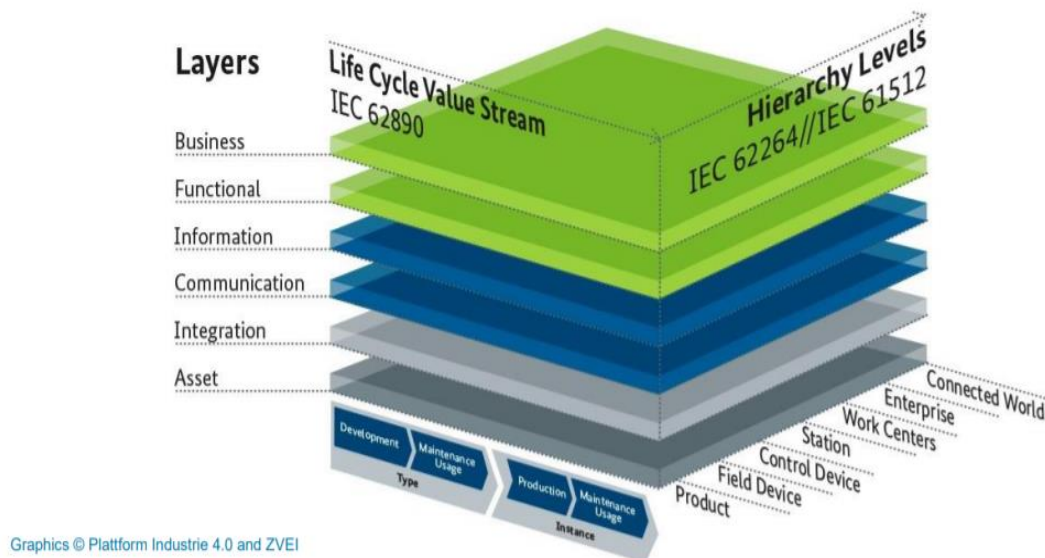 Layers
Life Cycle Value Stream
IEC 62890
Hierarchy Levels
IEC 62264//IEC 61512
Business
Functional
Information
Communication
Integration
Asset
Connected World
Enterprise
Work Centers
Station
Control Device
Field Device
Product
Development
Maintenance
Usage
Type
Production
Maintenance
Usage
Instance
Graphics © Plattform Industrie 4.0 and ZVEI